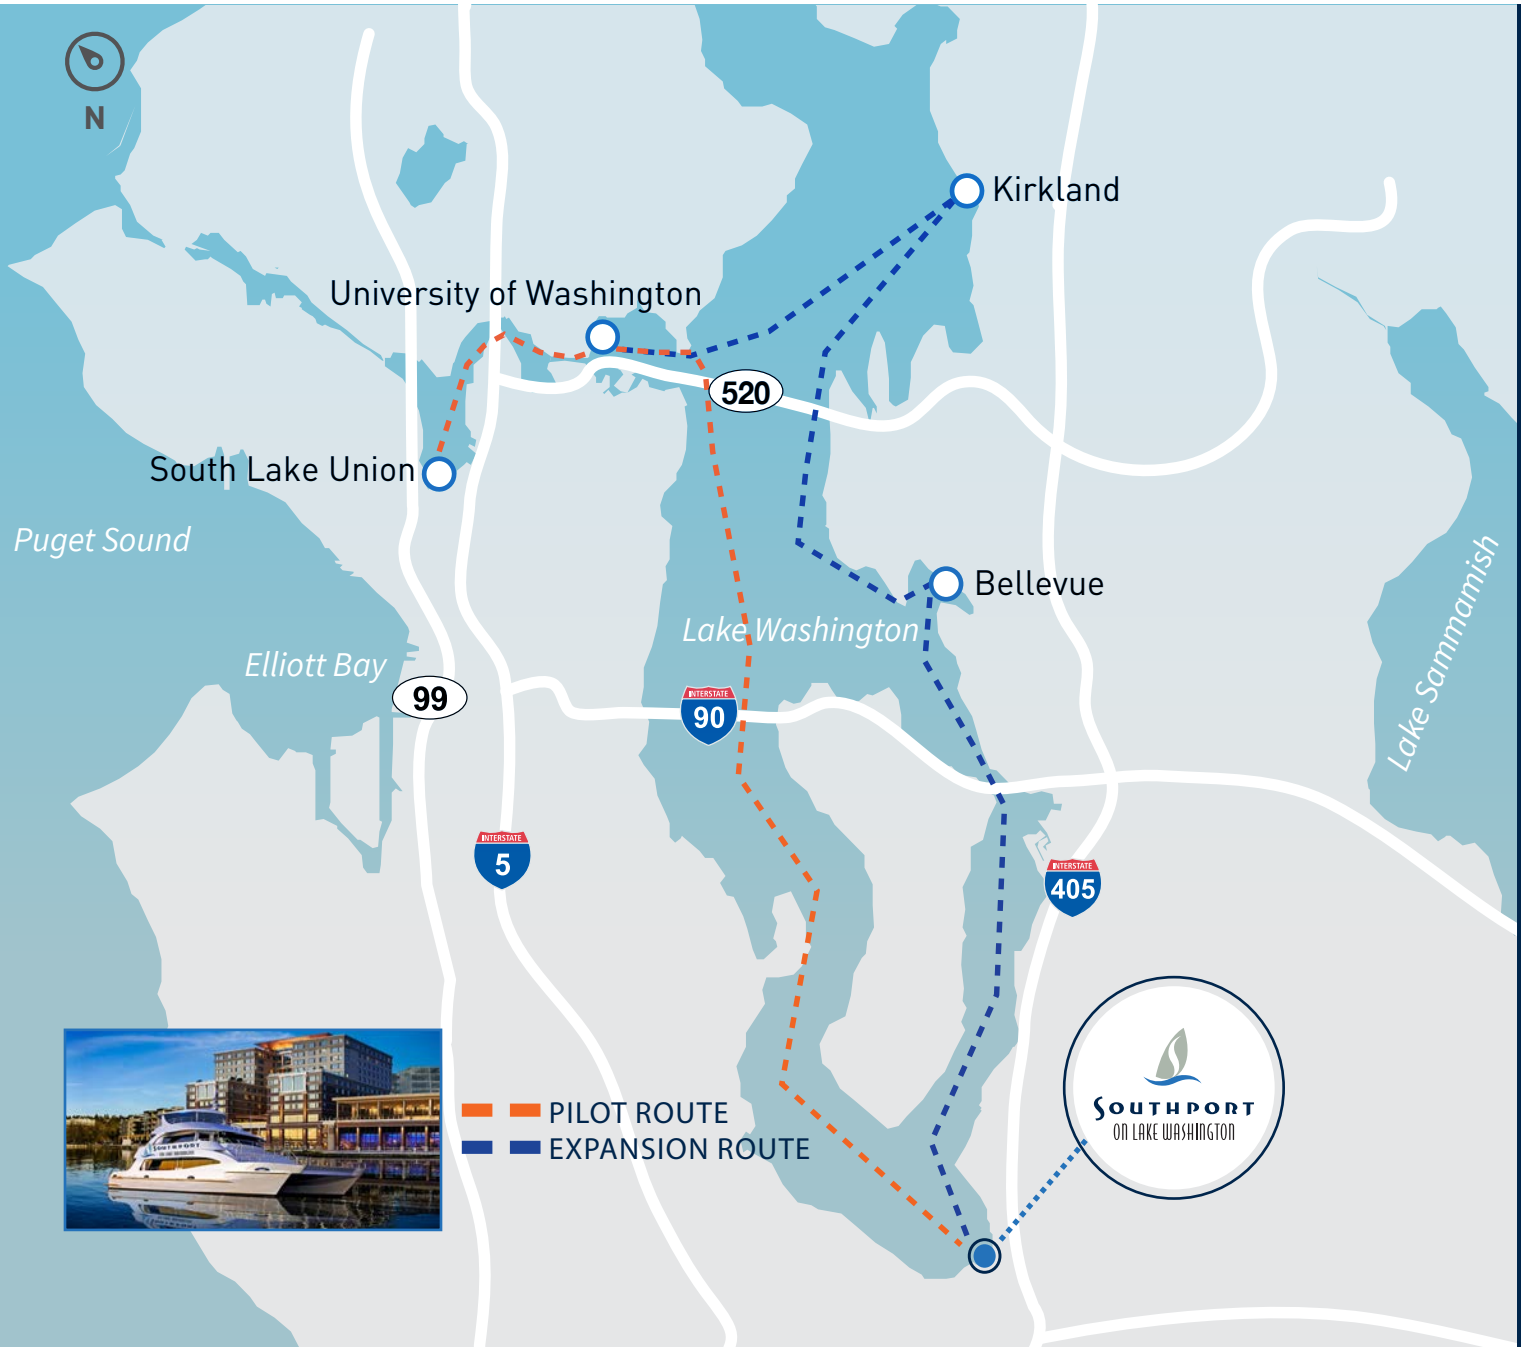 N
Kirkland
University of Washington
520
South Lake Union
Puget Sound
Bellevue
Lake Washington
Lake Sammamish
Elliott Bay
99
INTERSTATE
90
INTERSTATE
5
INTERSTATE
405
SOUTHPORT
ON LAKE WASHINGTON
PILOT ROUTE
EXPANSION ROUTE
SOUTHPORT